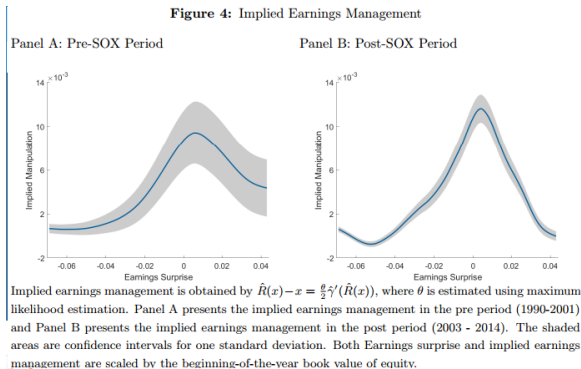 Figure 4: Implied Earnings Management
Panel A: Pre-SOX Period
Panel B: Post-SOX Period
×10⁻³
14
10
6
2
-2
Implied Manipulation
-0.06 -0.04 -0.02 0 0.02 0.04
Earnings Surprise
×10⁻³
14
10
6
2
-2
Implied Manipulation
-0.06 -0.04 -0.02 0 0.02 0.04
Earnings Surprise
Implied earnings management is obtained by R̂(x)−x = θ/2 γ̂′(R̂(x)), where θ is estimated using maximum
likelihood estimation. Panel A presents the implied earnings management in the pre period (1990-2001)
and Panel B presents the implied earnings management in the post period (2003 - 2014). The shaded
areas are confidence intervals for one standard deviation. Both Earnings surprise and implied earnings
management are scaled by the beginning-of-the-year book value of equity.